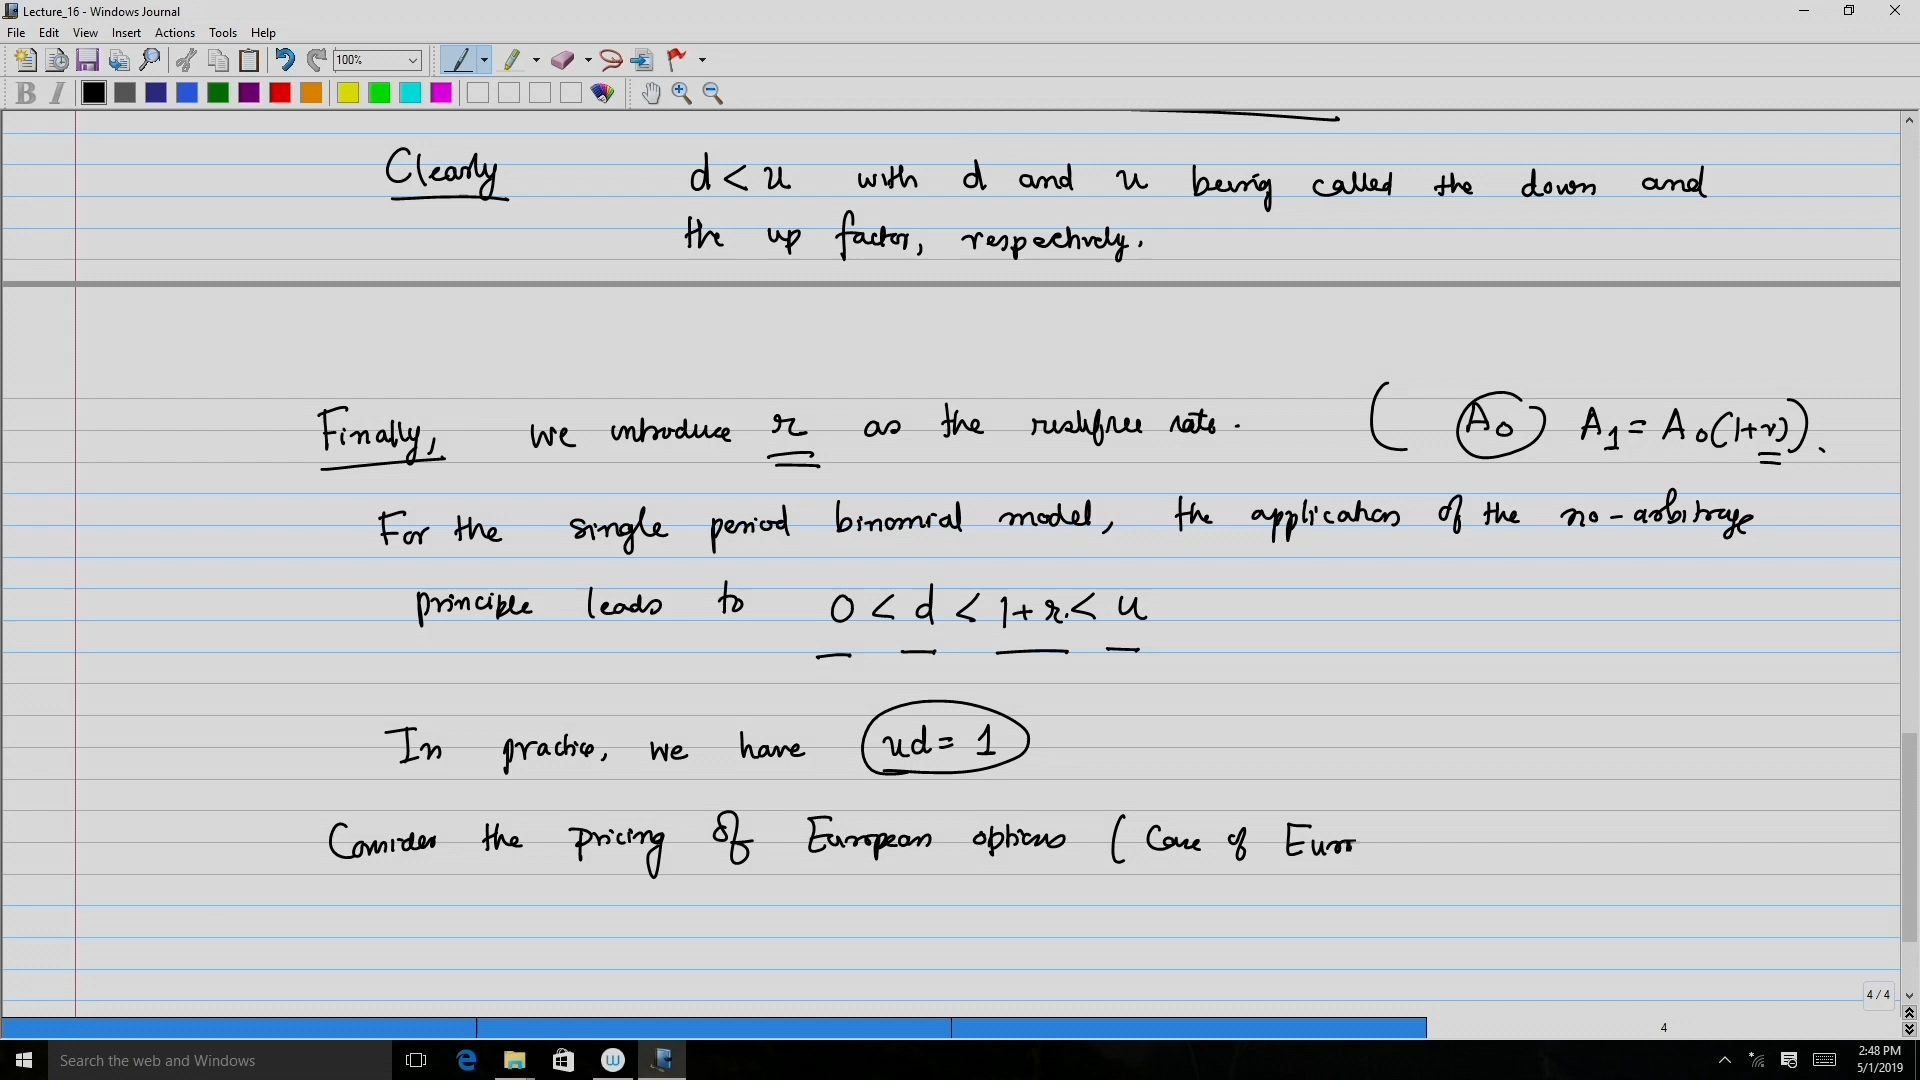 Lecture_16 - Windows Journal
File Edit View Insert Actions Tools Help
100%
B I
Clearly d < u with d and u being called the down and
the up factor, respectively.
Finally, we introduce r as the riskfree rate. ( A0 A1 = A0(1+r) ).
For the single period binomial model, the application of the no-arbitrage
principle leads to 0 < d < 1+r < u
In practice, we have ud = 1
Consider the pricing of European options ( Case of Euro
4 / 4
4
Search the web and Windows
2:48 PM
5/1/2019